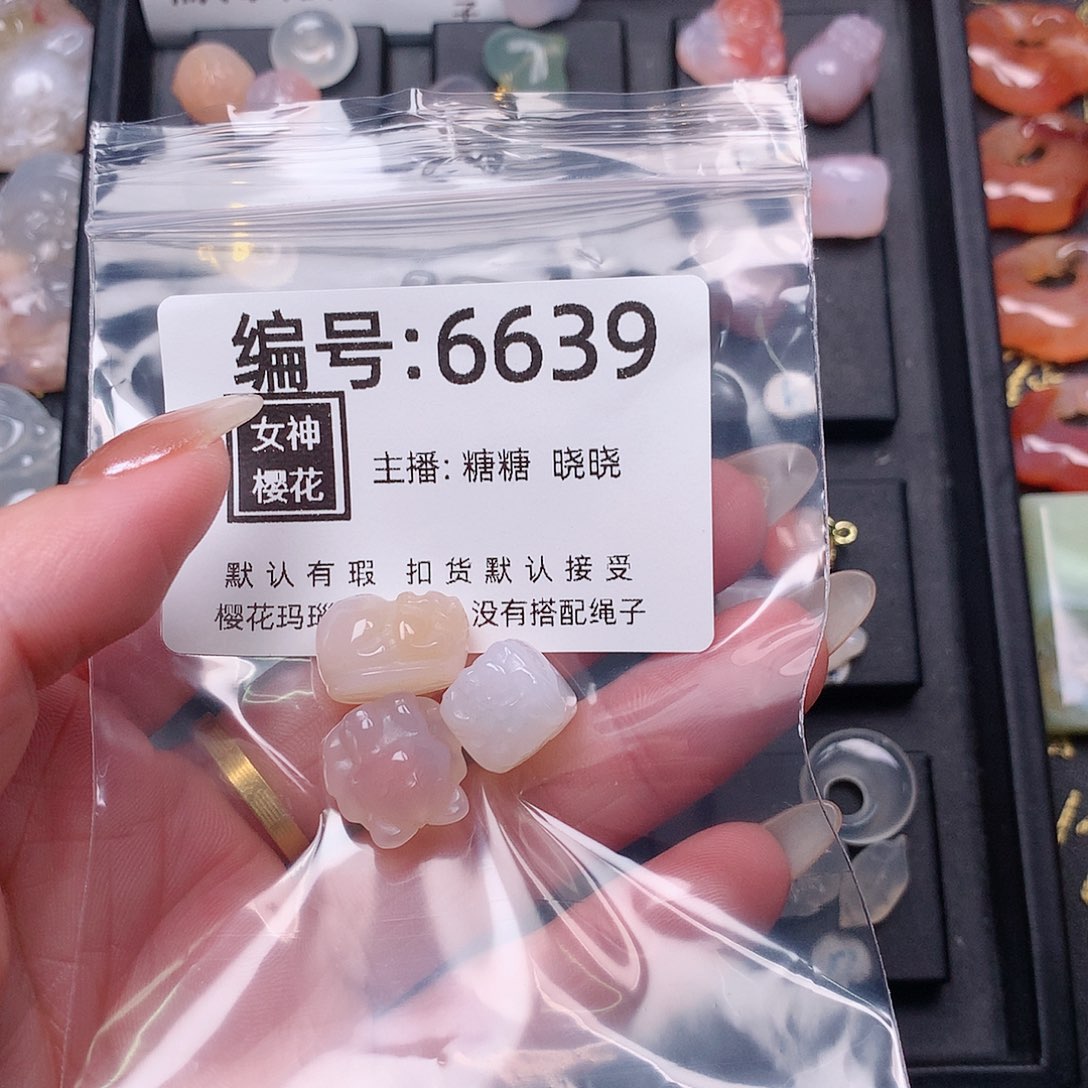 编号:6639
女神
樱花
主播: 糖糖 晓晓
默认有瑕 扣货默认接受
樱花玛瑙 没有搭配绳子